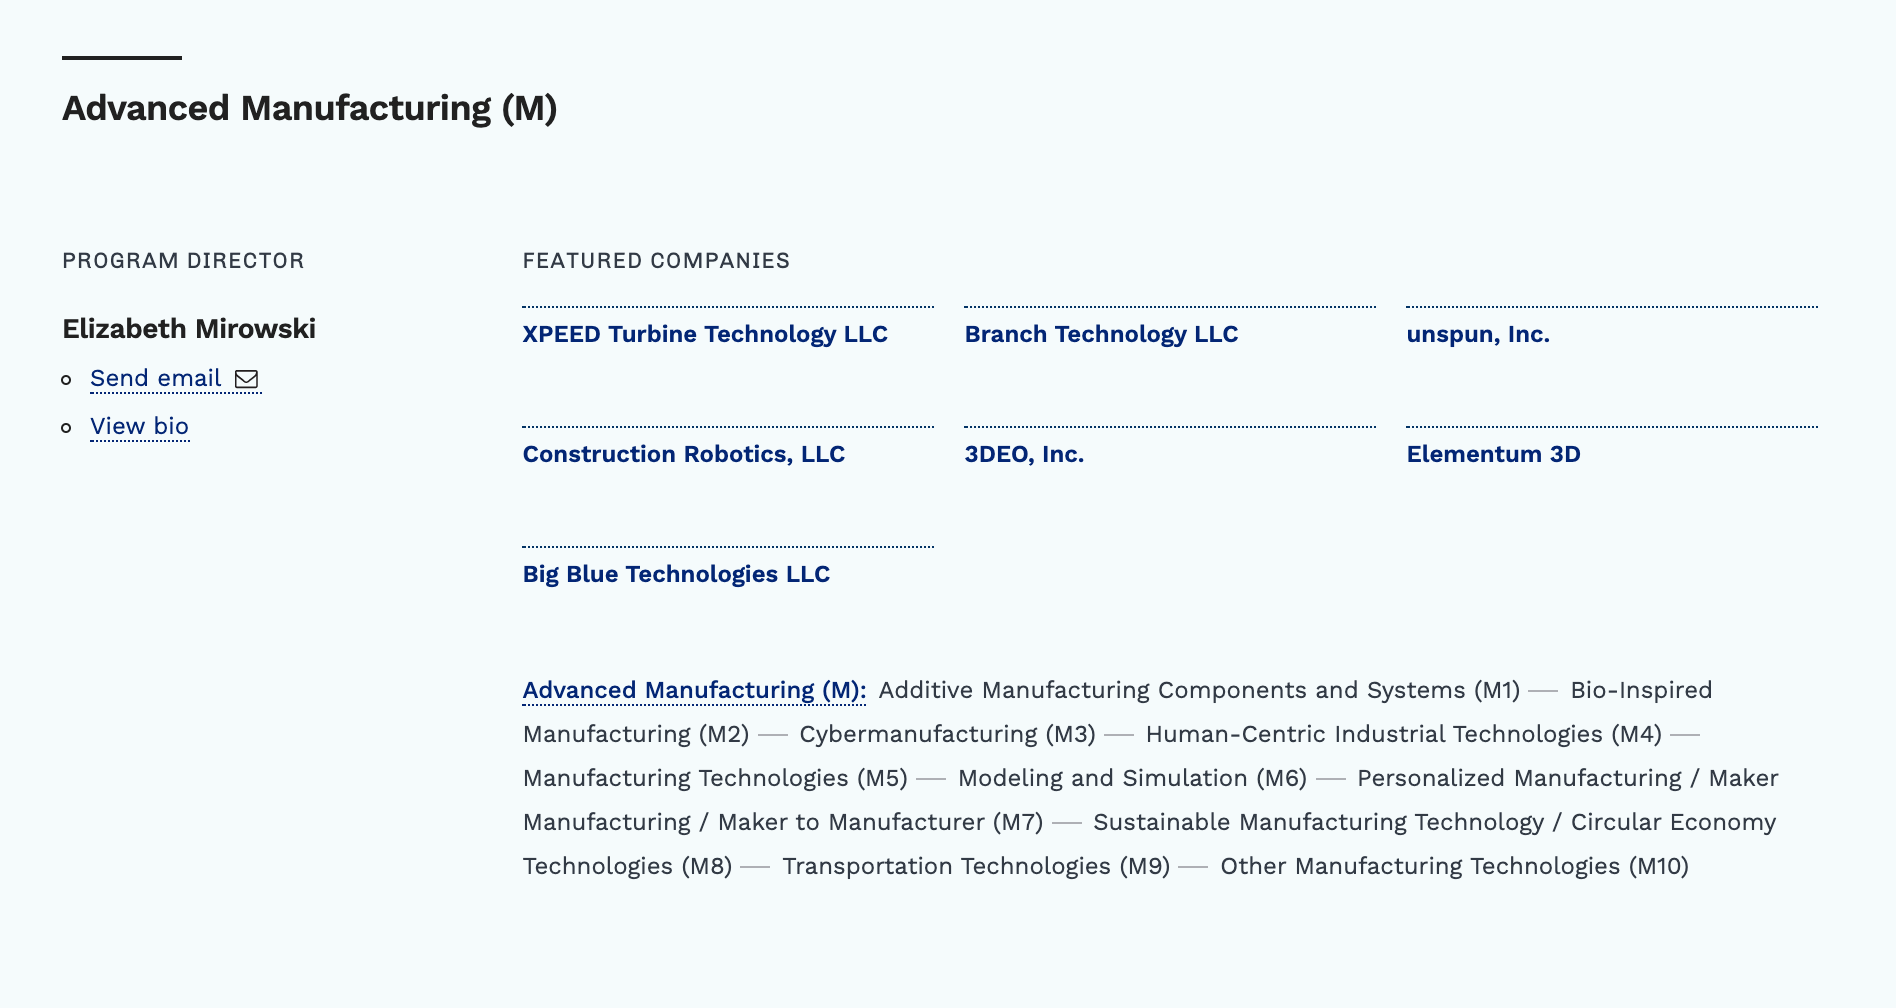 Advanced Manufacturing (M)
PROGRAM DIRECTOR
Elizabeth Mirowski
Send email
View bio
FEATURED COMPANIES
XPEED Turbine Technology LLC
Branch Technology LLC
unspun, Inc.
Construction Robotics, LLC
3DEO, Inc.
Elementum 3D
Big Blue Technologies LLC
Advanced Manufacturing (M): Additive Manufacturing Components and Systems (M1) — Bio-Inspired
Manufacturing (M2) — Cybermanufacturing (M3) — Human-Centric Industrial Technologies (M4) —
Manufacturing Technologies (M5) — Modeling and Simulation (M6) — Personalized Manufacturing / Maker
Manufacturing / Maker to Manufacturer (M7) — Sustainable Manufacturing Technology / Circular Economy
Technologies (M8) — Transportation Technologies (M9) — Other Manufacturing Technologies (M10)